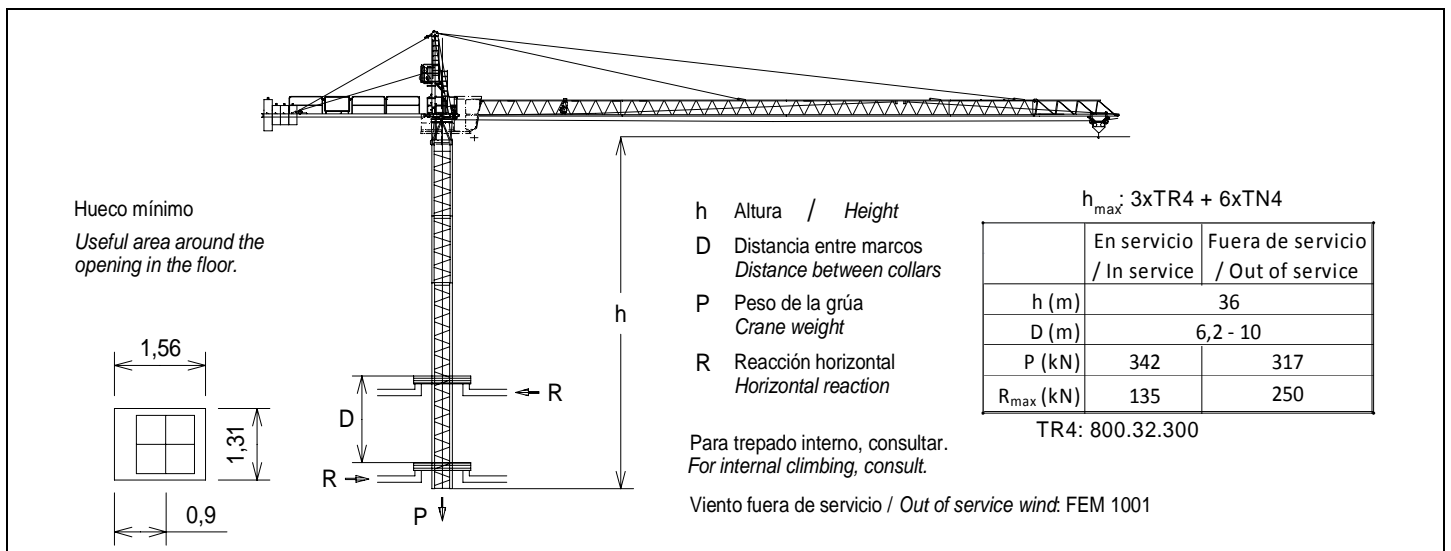 Hueco mínimo
Useful area around the
opening in the floor.
1,56
1,31
0,9
h
D
R
R
P
h Altura / Height
D Distancia entre marcos
Distance between collars
P Peso de la grúa
Crane weight
R Reacción horizontal
Horizontal reaction
Para trepado interno, consultar.
For internal climbing, consult.
Viento fuera de servicio / Out of service wind: FEM 1001
hmax: 3xTR4 + 6xTN4
En servicio Fuera de servicio
/ In service / Out of service
h (m) 36
D (m) 6,2 - 10
P (kN) 342 317
Rmax (kN) 135 250
TR4: 800.32.300